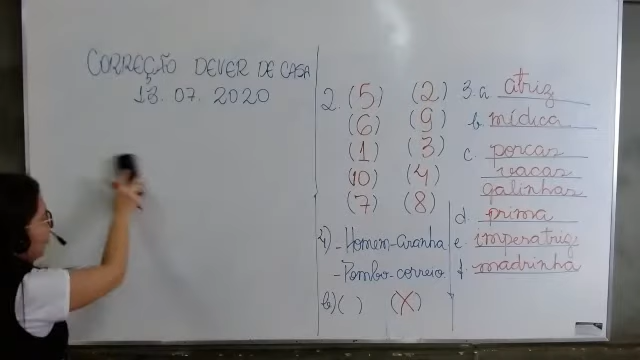 CORREÇÃO DEVER DE CASA
13.07.2020
2. (5) (2)
(6) (9)
(1) (3)
(10) (4)
(7) (8)
4) - Homem-Aranha
- Pombo-correio
b) ( ) (X)
3. a atriz
b. médica
c. porcas
vacas
galinhas
d prima
e. imperatriz
f. madrinha